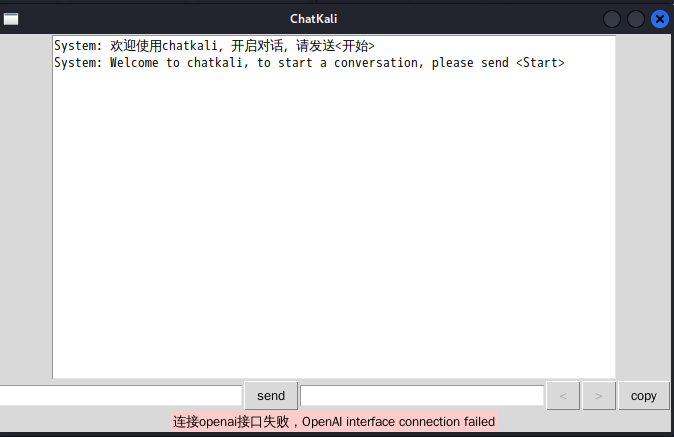 ChatKali
System: 欢迎使用chatkali, 开启对话, 请发送<开始>
System: Welcome to chatkali, to start a conversation, please send <Start>
send < > copy
连接openai接口失败，OpenAI interface connection failed